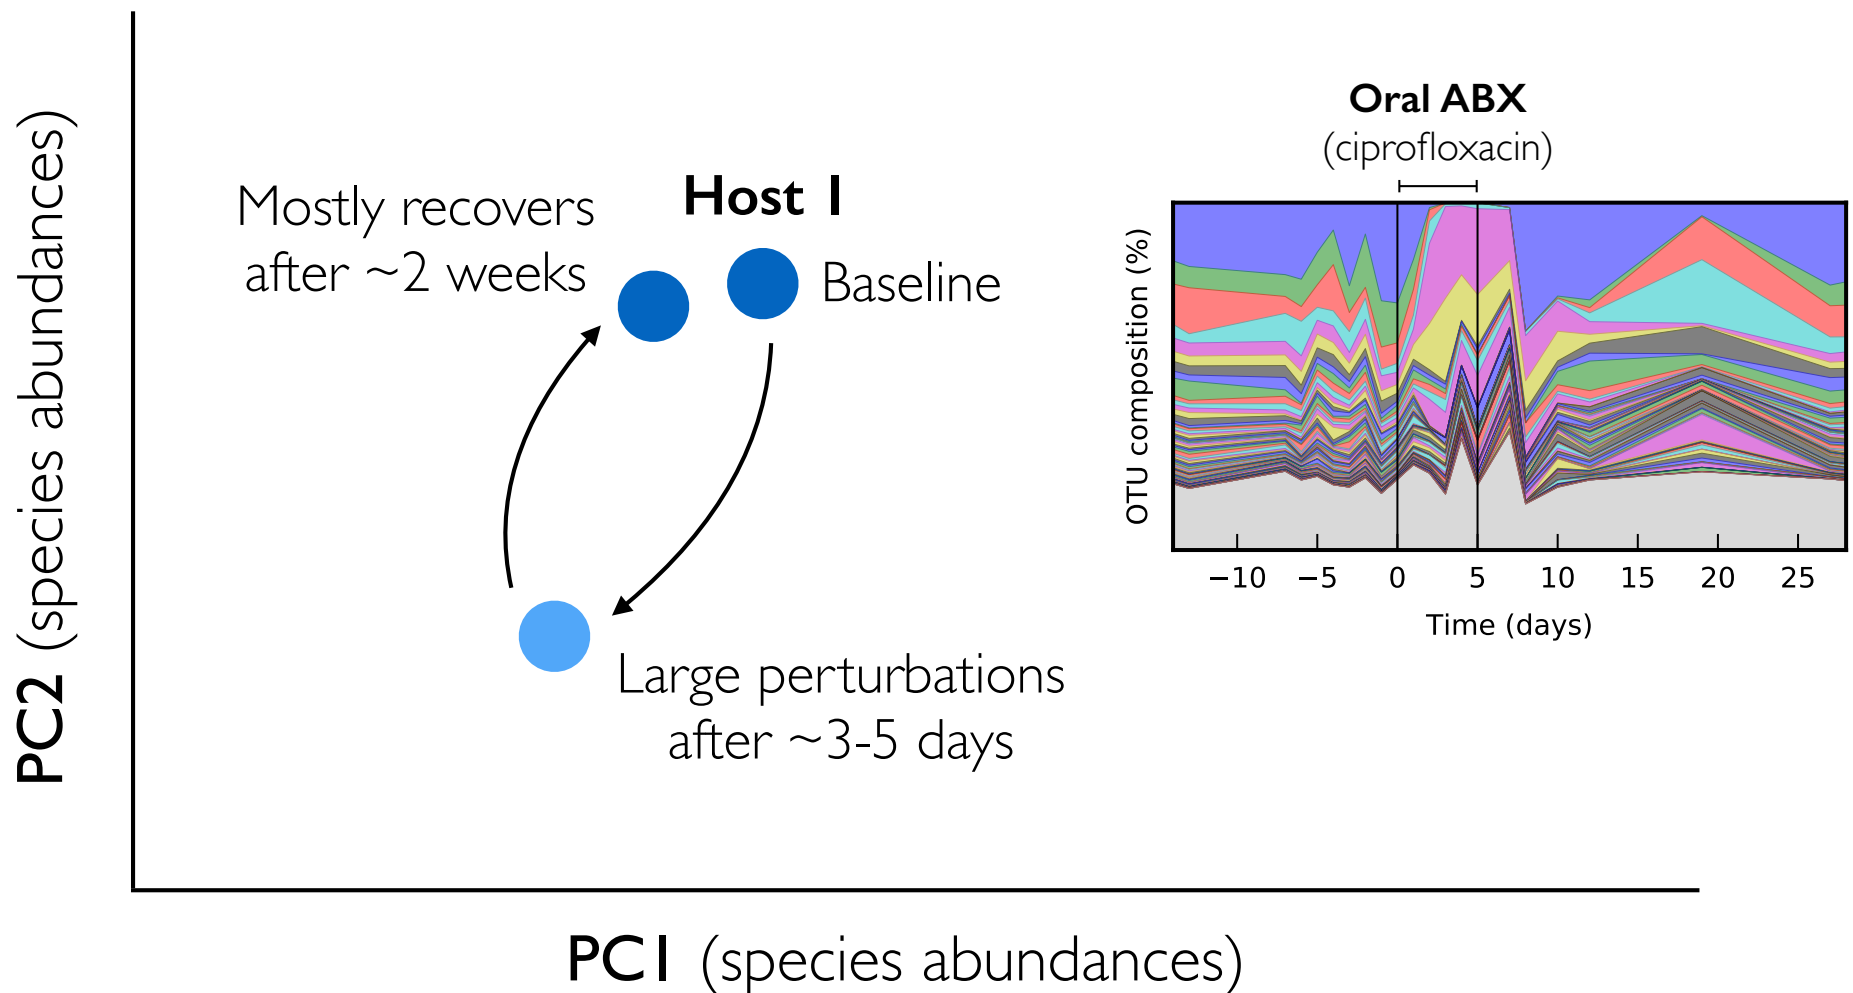 PC2 (species abundances)
Mostly recovers
after ~2 weeks
Host 1
Baseline
Large perturbations
after ~3-5 days
PC1 (species abundances)
Oral ABX
(ciprofloxacin)
OTU composition (%)
−10 −5 0 5 10 15 20 25
Time (days)